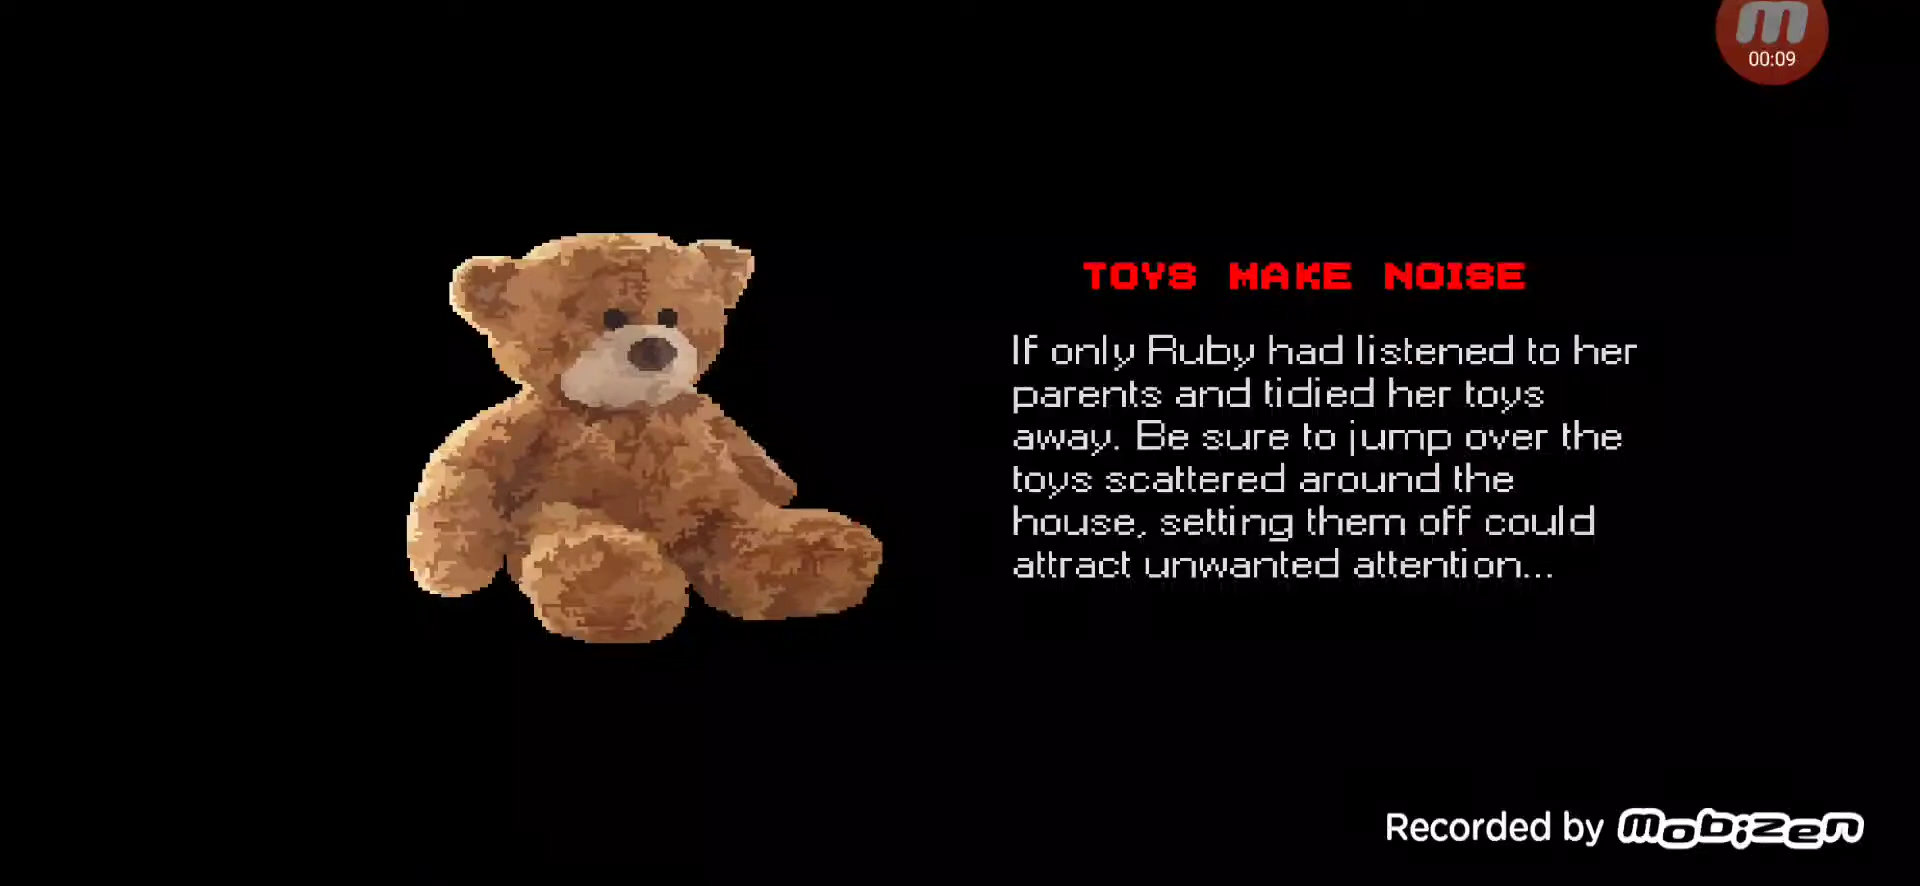 m
00:09
TOYS MAKE NOISE
If only Ruby had listened to her
parents and tidied her toys
away. Be sure to jump over the
toys scattered around the
house, setting them off could
attract unwanted attention...
Recorded by mobizen